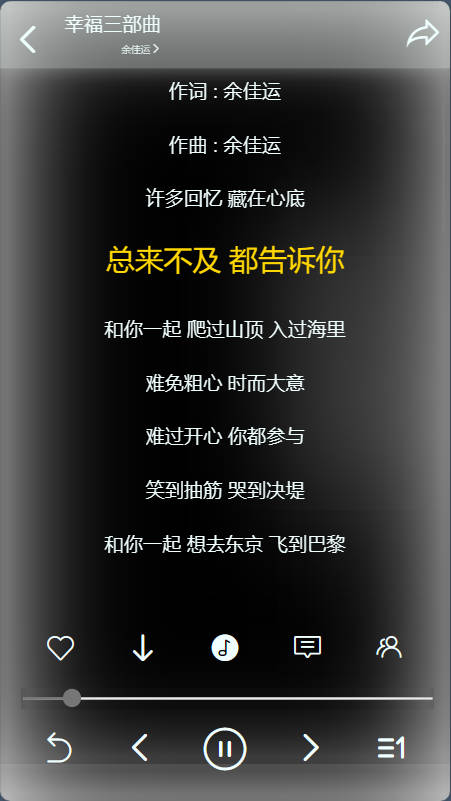 幸福三部曲
余佳运
作词 : 余佳运
作曲 : 余佳运
许多回忆 藏在心底
总来不及 都告诉你
和你一起 爬过山顶 入过海里
难免粗心 时而大意
难过开心 你都参与
笑到抽筋 哭到决堤
和你一起 想去东京 飞到巴黎
1